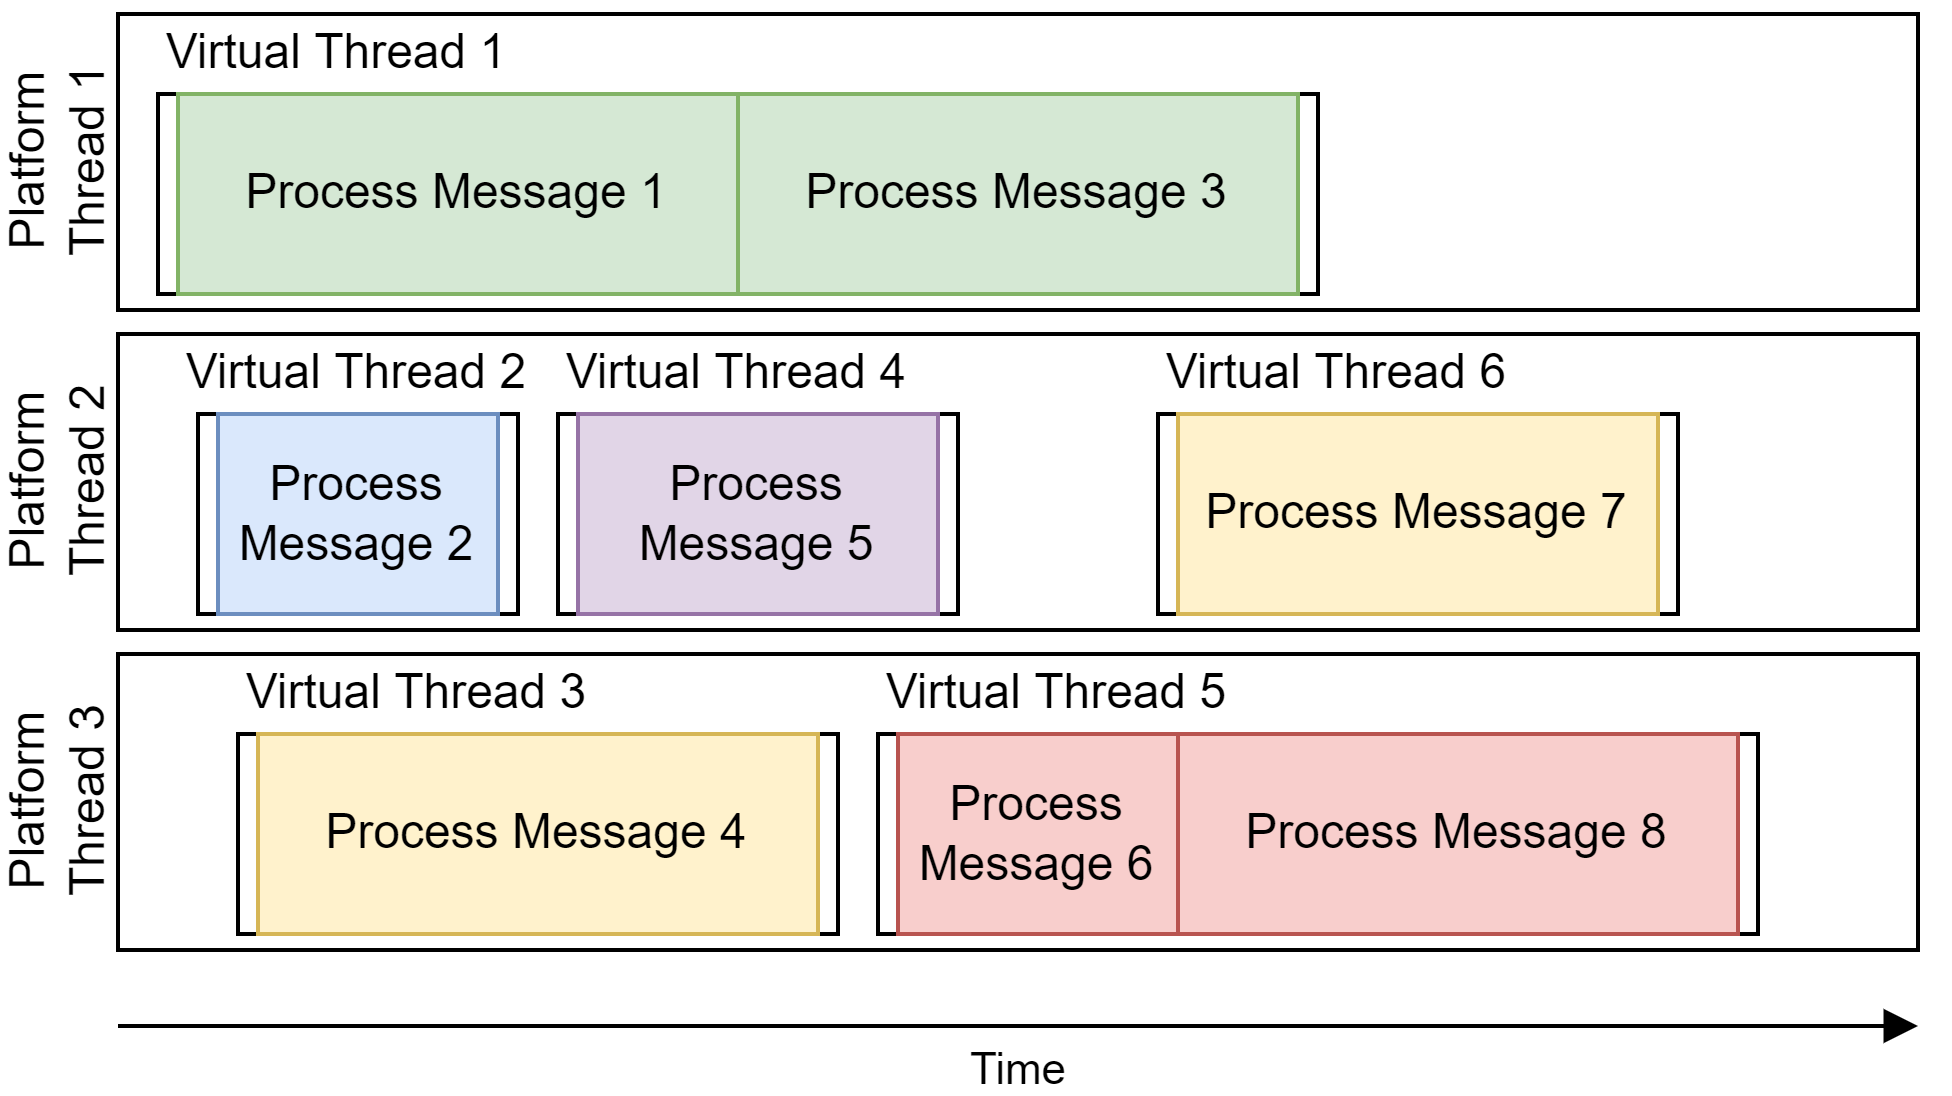 Platform
Thread 1
Virtual Thread 1
Process Message 1
Process Message 3
Platform
Thread 2
Virtual Thread 2
Virtual Thread 4
Virtual Thread 6
Process
Message 2
Process
Message 5
Process Message 7
Platform
Thread 3
Virtual Thread 3
Virtual Thread 5
Process Message 4
Process
Message 6
Process Message 8
Time